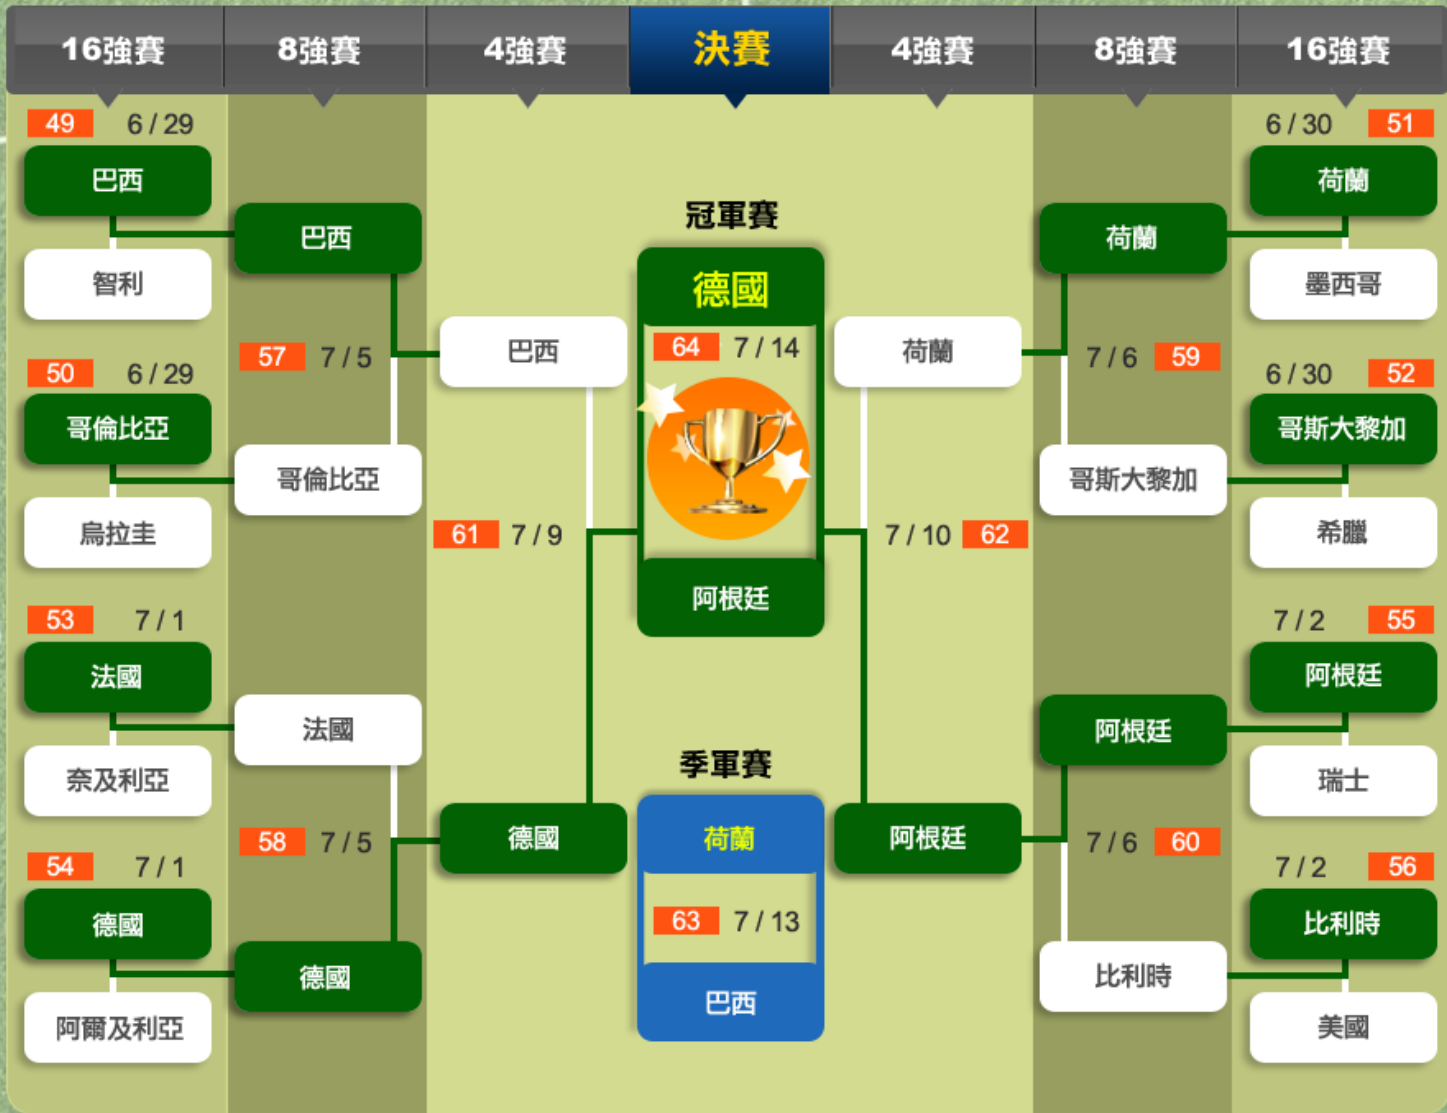 16強賽
8強賽
4強賽
決賽
4強賽
8強賽
16強賽
49 6 / 29
巴西
智利
50 6 / 29
哥倫比亞
烏拉圭
53 7 / 1
法國
奈及利亞
54 7 / 1
德國
阿爾及利亞
巴西
57 7 / 5
哥倫比亞
法國
58 7 / 5
德國
巴西
61 7 / 9
德國
冠軍賽
德國
64 7 / 14
阿根廷
季軍賽
荷蘭
63 7 / 13
巴西
荷蘭
7 / 10 62
阿根廷
荷蘭
7 / 6 59
哥斯大黎加
阿根廷
7 / 6 60
比利時
6 / 30 51
荷蘭
墨西哥
6 / 30 52
哥斯大黎加
希臘
7 / 2 55
阿根廷
瑞士
7 / 2 56
比利時
美國